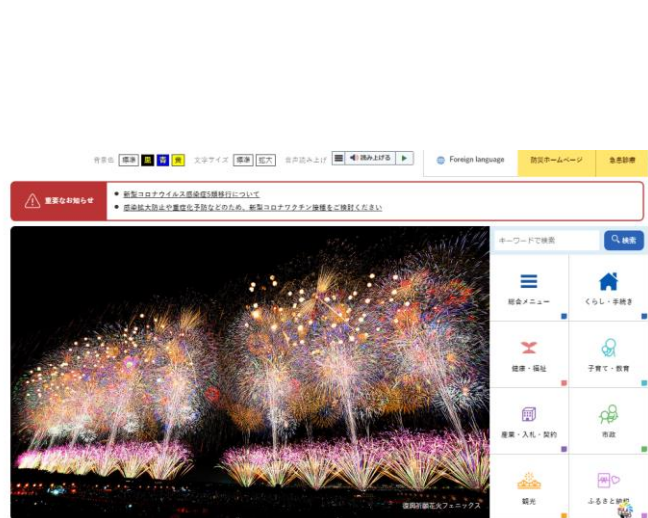 背景色 標準 黒 青 黄 文字サイズ 標準 拡大 音声読み上げ 読み上げる Foreign language 防災ホームページ 急患診療
重要なお知らせ
新型コロナウイルス感染症5類移行について
感染拡大防止や重症化予防などのため、新型コロナワクチン接種をご検討ください
キーワードで検索 検索
総合メニュー くらし・手続き
健康・福祉 子育て・教育
産業・入札・契約 市政
観光 ふるさと納税
復興祈願花火フェニックス